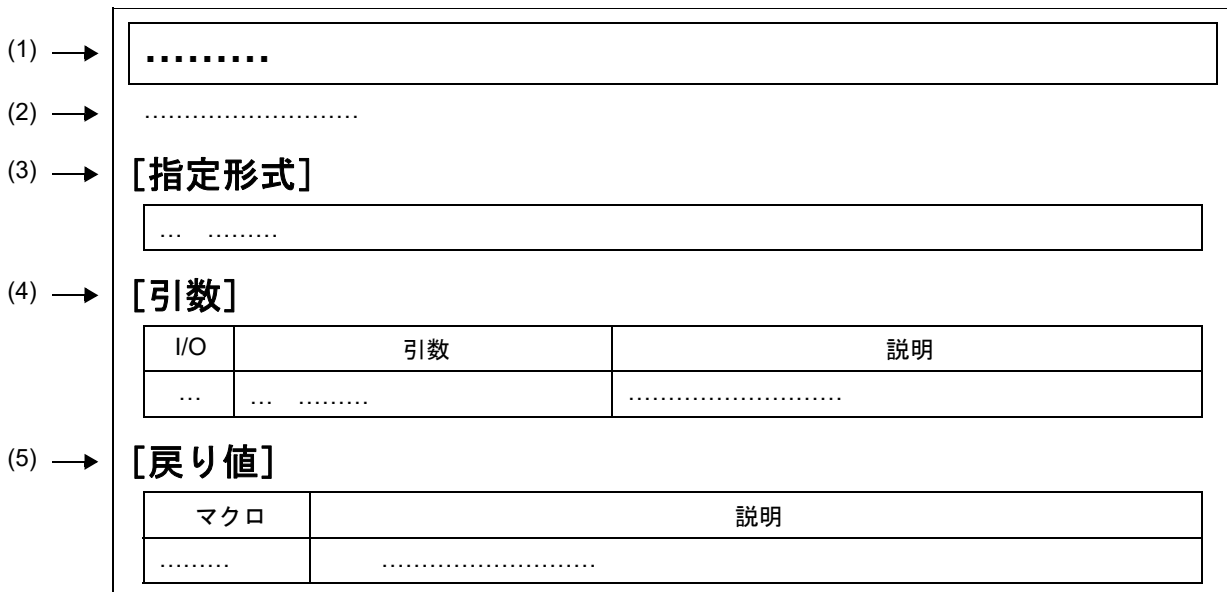 (1) ………
(2) ………………………
(3) [指定形式]
… ………
(4) [引数]
I/O 引数 説明
… … ……… ………………………
(5) [戻り値]
マクロ 説明
……… ………………………